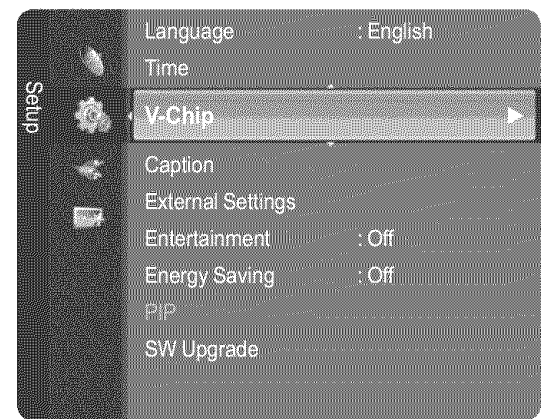 Setup
Language : English
Time
V-Chip
Caption
External Settings
Entertainment : Off
Energy Saving : Off
PIP
SW Upgrade